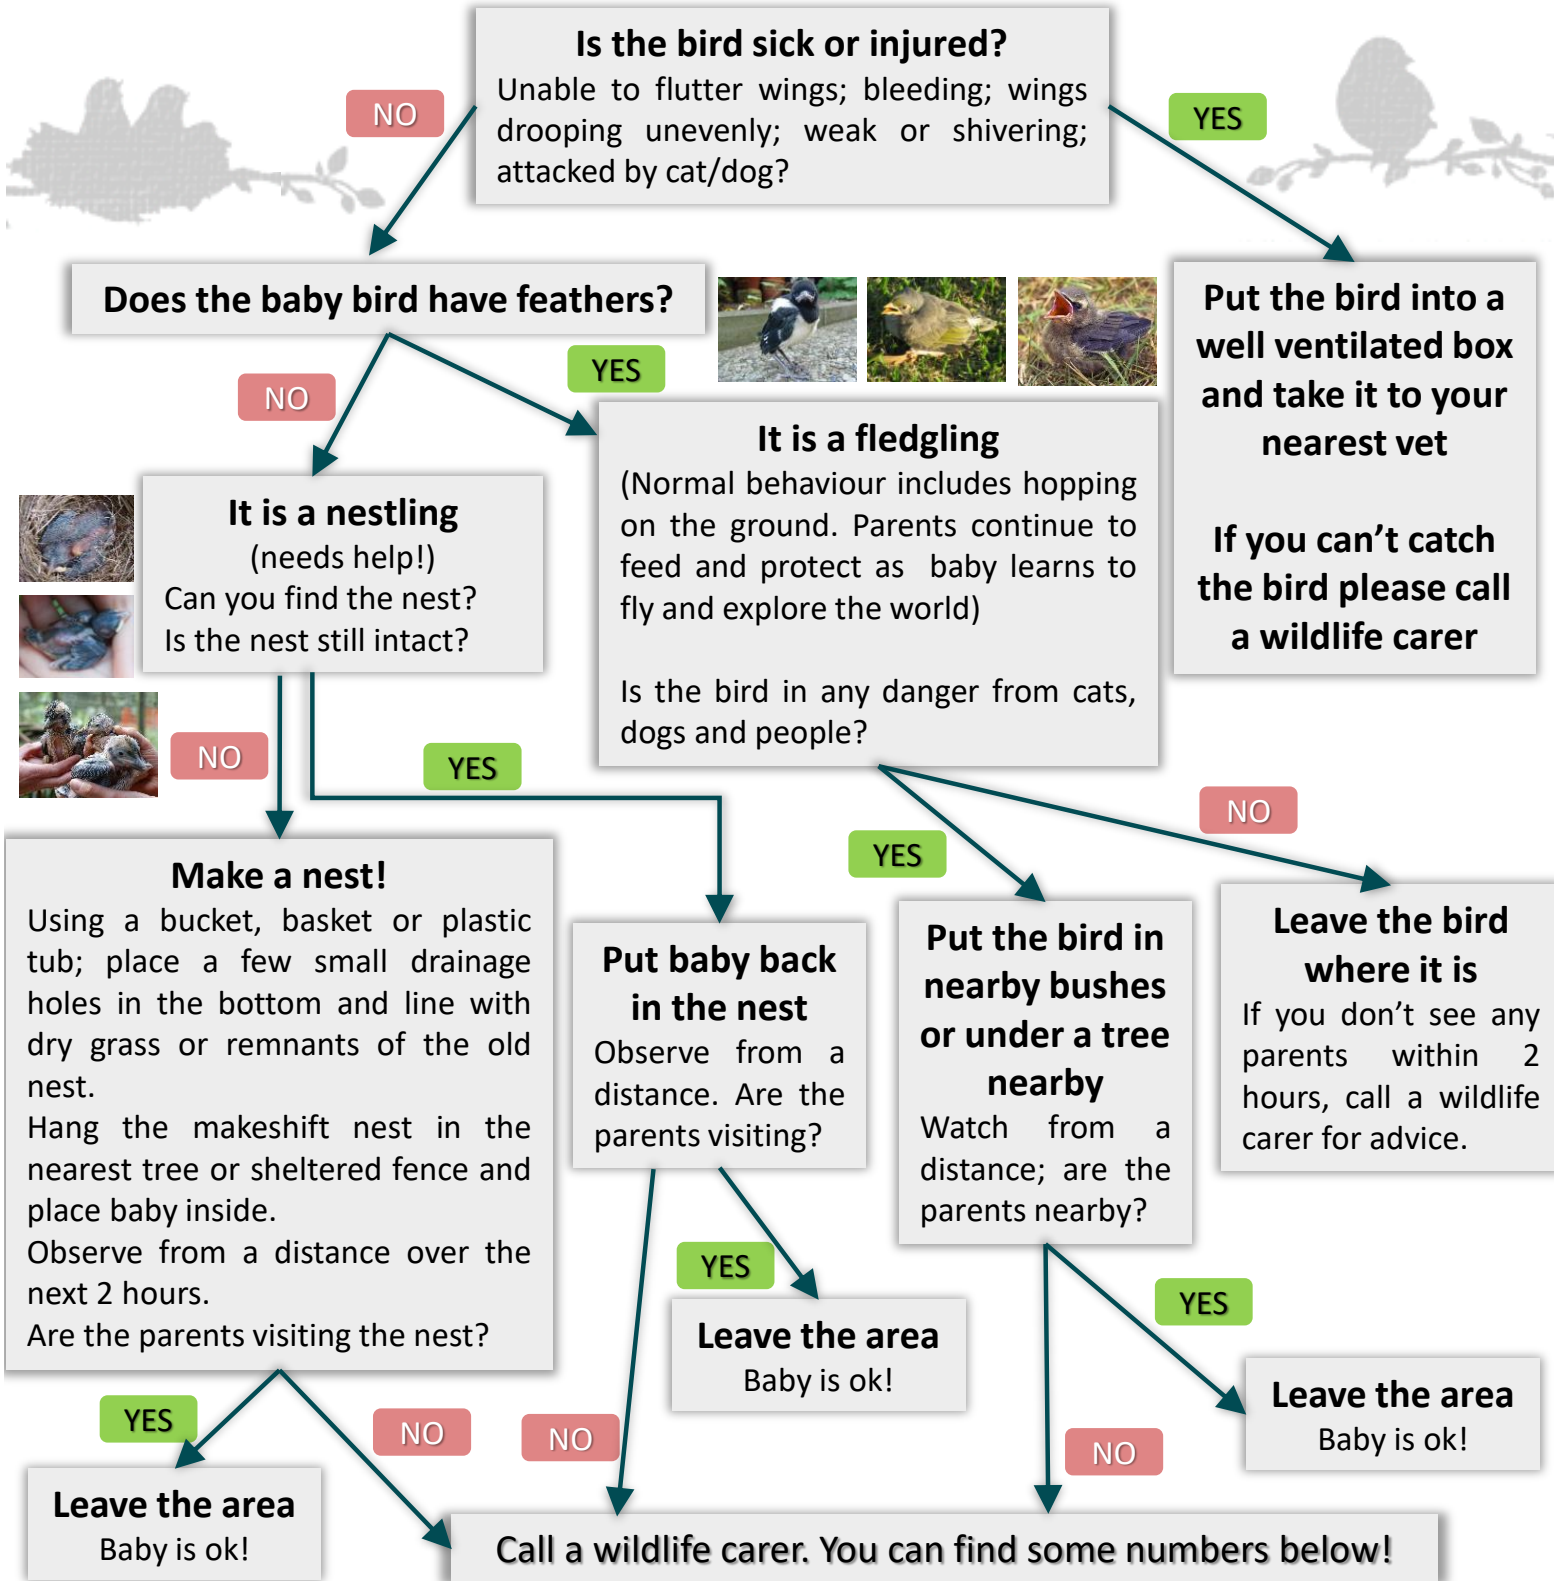 Is the bird sick or injured?
Unable to flutter wings; bleeding; wings
drooping unevenly; weak or shivering;
attacked by cat/dog?
NO
YES
Does the baby bird have feathers?
NO
YES
Put the bird into a
well ventilated box
and take it to your
nearest vet
If you can’t catch
the bird please call
a wildlife carer
It is a nestling
(needs help!)
Can you find the nest?
Is the nest still intact?
It is a fledgling
(Normal behaviour includes hopping
on the ground. Parents continue to
feed and protect as baby learns to
fly and explore the world)
Is the bird in any danger from cats,
dogs and people?
NO
YES
YES
NO
Make a nest!
Using a bucket, basket or plastic
tub; place a few small drainage
holes in the bottom and line with
dry grass or remnants of the old
nest.
Hang the makeshift nest in the
nearest tree or sheltered fence and
place baby inside.
Observe from a distance over the
next 2 hours.
Are the parents visiting the nest?
Put baby back
in the nest
Observe from a
distance. Are the
parents visiting?
Put the bird in
nearby bushes
or under a tree
nearby
Watch from a
distance; are the
parents nearby?
Leave the bird
where it is
If you don’t see any
parents within 2
hours, call a wildlife
carer for advice.
YES
NO
NO
YES
NO
YES
Leave the area
Baby is ok!
Leave the area
Baby is ok!
Leave the area
Baby is ok!
Call a wildlife carer. You can find some numbers below!